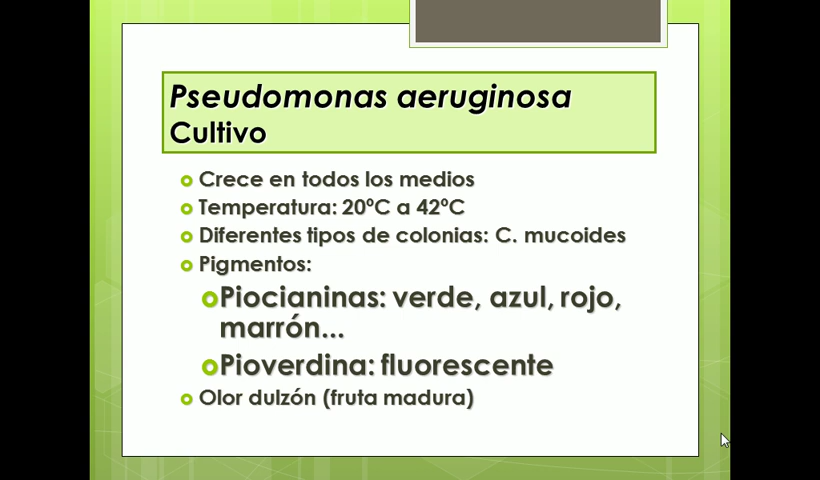 Pseudomonas aeruginosa
Cultivo
Crece en todos los medios
Temperatura: 20ºC a 42ºC
Diferentes tipos de colonias: C. mucoides
Pigmentos:
Piocianinas: verde, azul, rojo,
marrón...
Pioverdina: fluorescente
Olor dulzón (fruta madura)